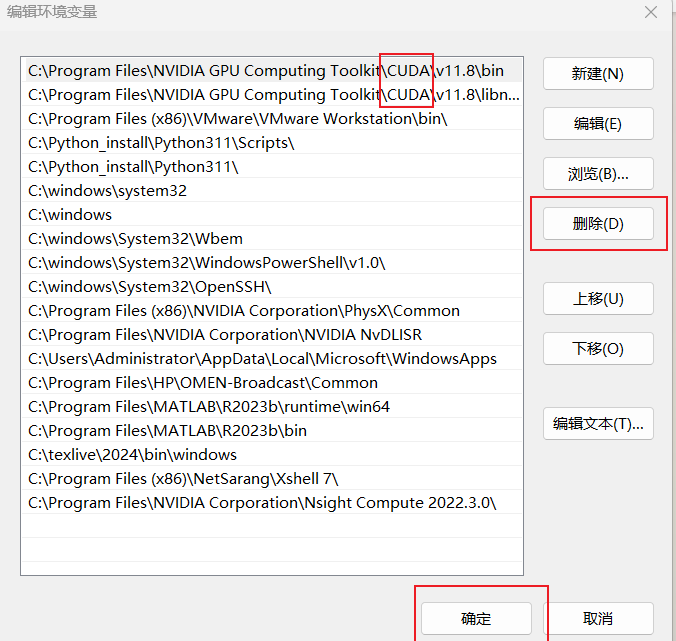 编辑环境变量
C:\Program Files\NVIDIA GPU Computing Toolkit\CUDA\v11.8\bin
C:\Program Files\NVIDIA GPU Computing Toolkit\CUDA\v11.8\libn...
C:\Program Files (x86)\VMware\VMware Workstation\bin\
C:\Python_install\Python311\Scripts\
C:\Python_install\Python311\
C:\windows\system32
C:\windows
C:\windows\System32\Wbem
C:\windows\System32\WindowsPowerShell\v1.0\
C:\windows\System32\OpenSSH\
C:\Program Files (x86)\NVIDIA Corporation\PhysX\Common
C:\Program Files\NVIDIA Corporation\NVIDIA NvDLISR
C:\Users\Administrator\AppData\Local\Microsoft\WindowsApps
C:\Program Files\HP\OMEN-Broadcast\Common
C:\Program Files\MATLAB\R2023b\runtime\win64
C:\Program Files\MATLAB\R2023b\bin
C:\texlive\2024\bin\windows
C:\Program Files (x86)\NetSarang\Xshell 7\
C:\Program Files\NVIDIA Corporation\Nsight Compute 2022.3.0\
新建(N)
编辑(E)
浏览(B)...
删除(D)
上移(U)
下移(O)
编辑文本(T)...
确定
取消